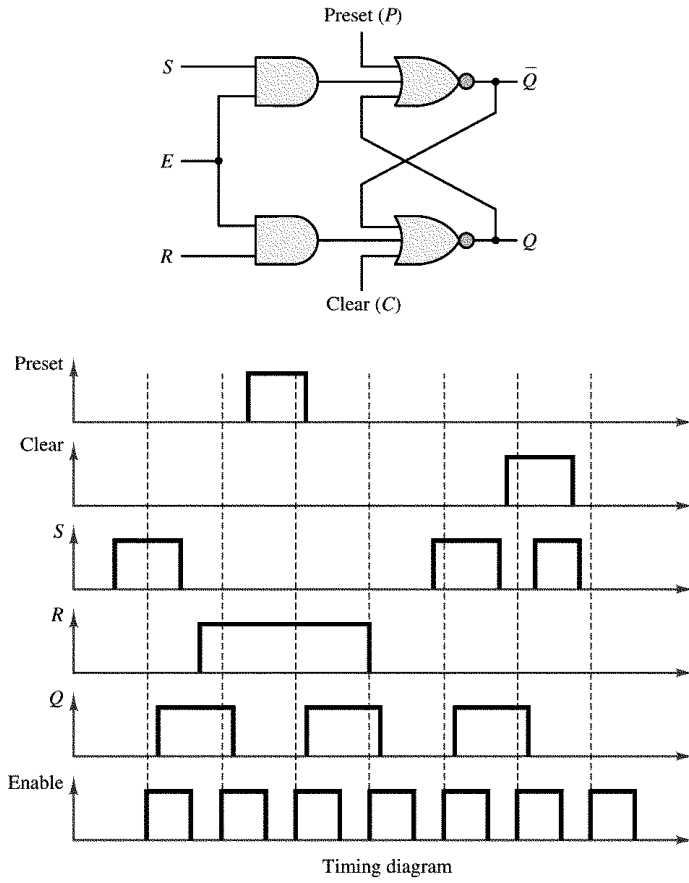 Preset (P)
S
Q̅
E
R
Q
Clear (C)
Preset
Clear
S
R
Q
Enable
Timing diagram